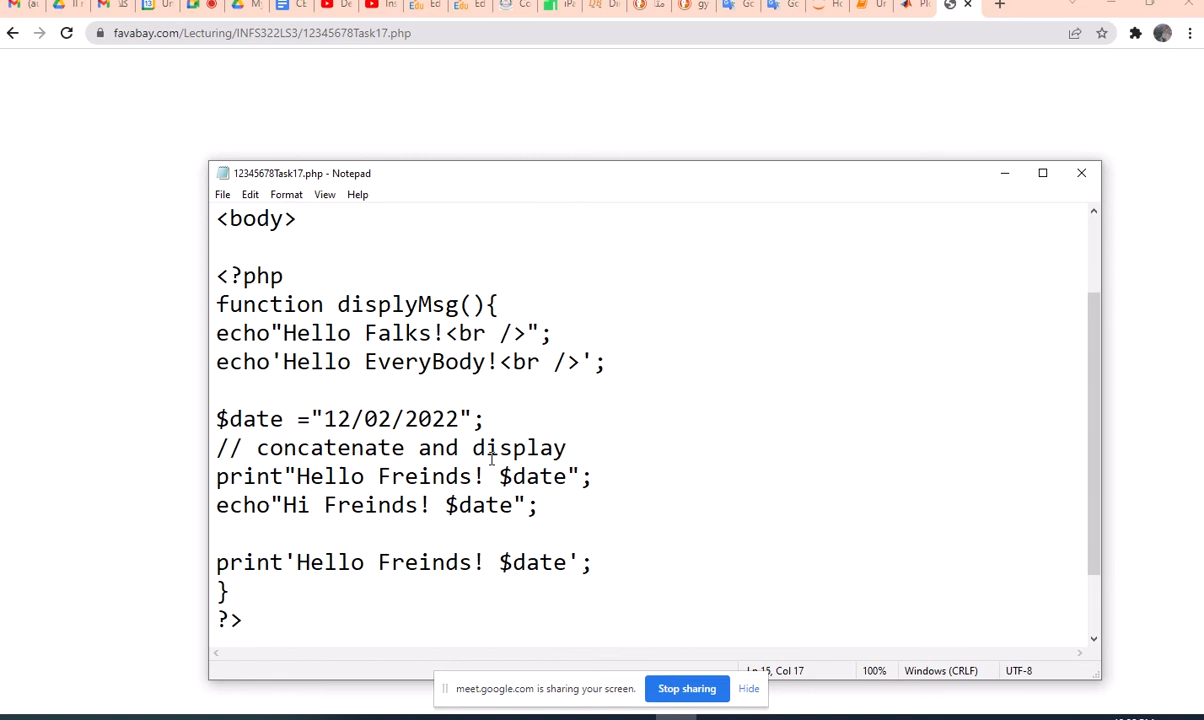 favabay.com/Lecturing/INFS322LS3/12345678Task17.php
12345678Task17.php - Notepad
File Edit Format View Help
<body>
<?php
function displyMsg(){
echo"Hello Falks!<br />";
echo'Hello EveryBody!<br />';
$date ="12/02/2022";
// concatenate and display
print"Hello Freinds! $date";
echo"Hi Freinds! $date";
print'Hello Freinds! $date';
}
?>
Ln 15, Col 17 100% Windows (CRLF) UTF-8
meet.google.com is sharing your screen. Stop sharing Hide